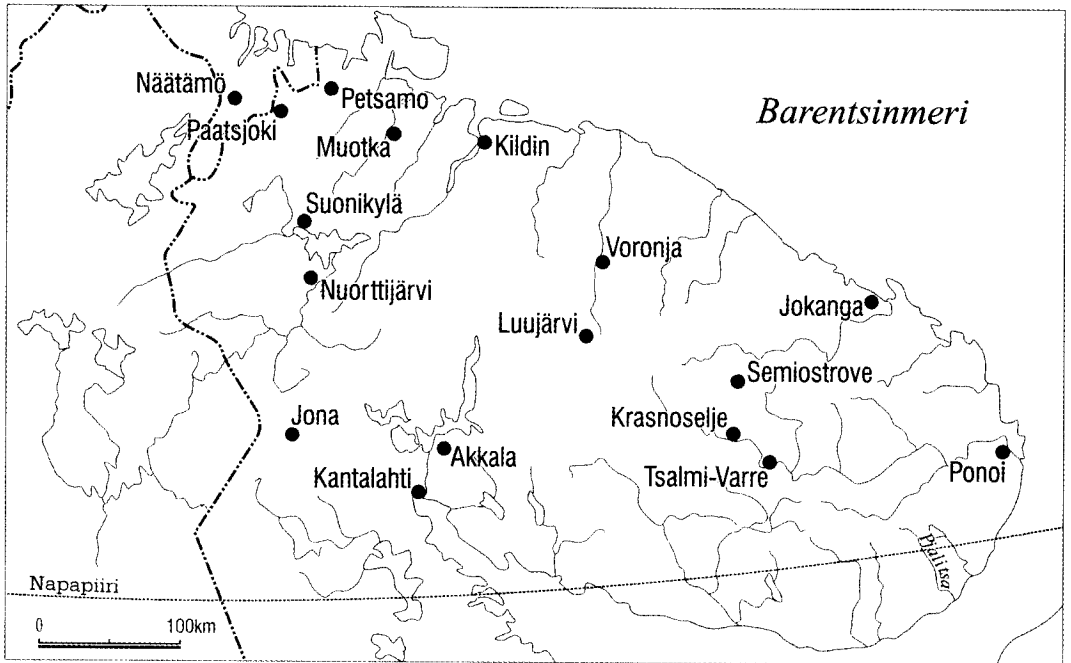 Näätämö
Petsamo
Barentsinmeri
Paatsjoki
Muotka
Kildin
Suonikylä
Voronja
Nuorttijärvi
Jokanga
Luujärvi
Semiostrove
Jona
Krasnoselje
Akkala
Kantalahti
Tsalmi-Varre
Ponoi
Pjalitsa
Napapiiri
0 100km